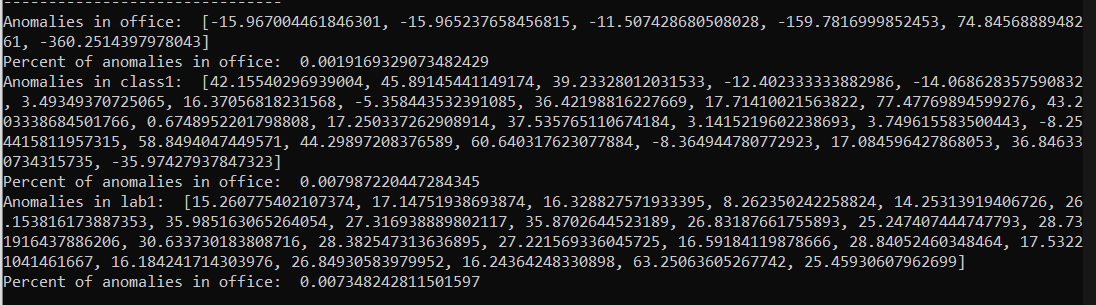 -------------------------------
Anomalies in office:  [-15.967004461846301, -15.965237658456815, -11.507428680508028, -159.7816999852453, 74.84568889482
61, -360.2514397978043]
Percent of anomalies in office:  0.0019169329073482429
Anomalies in class1:  [42.15540296939004, 45.89145441149174, 39.23328012031533, -12.402333333882986, -14.068628357590832
, 3.49349370725065, 16.37056818231568, -5.358443532391085, 36.42198816227669, 17.71410021563822, 77.47769894599276, 43.2
03338684501766, 0.6748952201798808, 17.250337262908914, 37.535765110674184, 3.1415219602238693, 3.749615583500443, -8.25
4415811957315, 58.8494047449571, 44.29897208376589, 60.640317623077884, -8.364944780772923, 17.084596427868053, 36.84633
0734315735, -35.97427937847323]
Percent of anomalies in office:  0.007987220447284345
Anomalies in lab1:  [15.260775402107374, 17.14751938693874, 16.328827571933395, 8.262350242258824, 14.25313919406726, 26
.153816173887353, 35.985163065264054, 27.316938889802117, 35.8702644523189, 26.83187661755893, 25.247407444747793, 28.73
1916437886206, 30.633730183808716, 28.382547313636895, 27.221569336045725, 16.59184119878666, 28.84052460348464, 17.5322
1041461667, 16.184241714303976, 26.84930583979952, 16.24364248330898, 63.25063605267742, 25.45930607962699]
Percent of anomalies in office:  0.007348242811501597